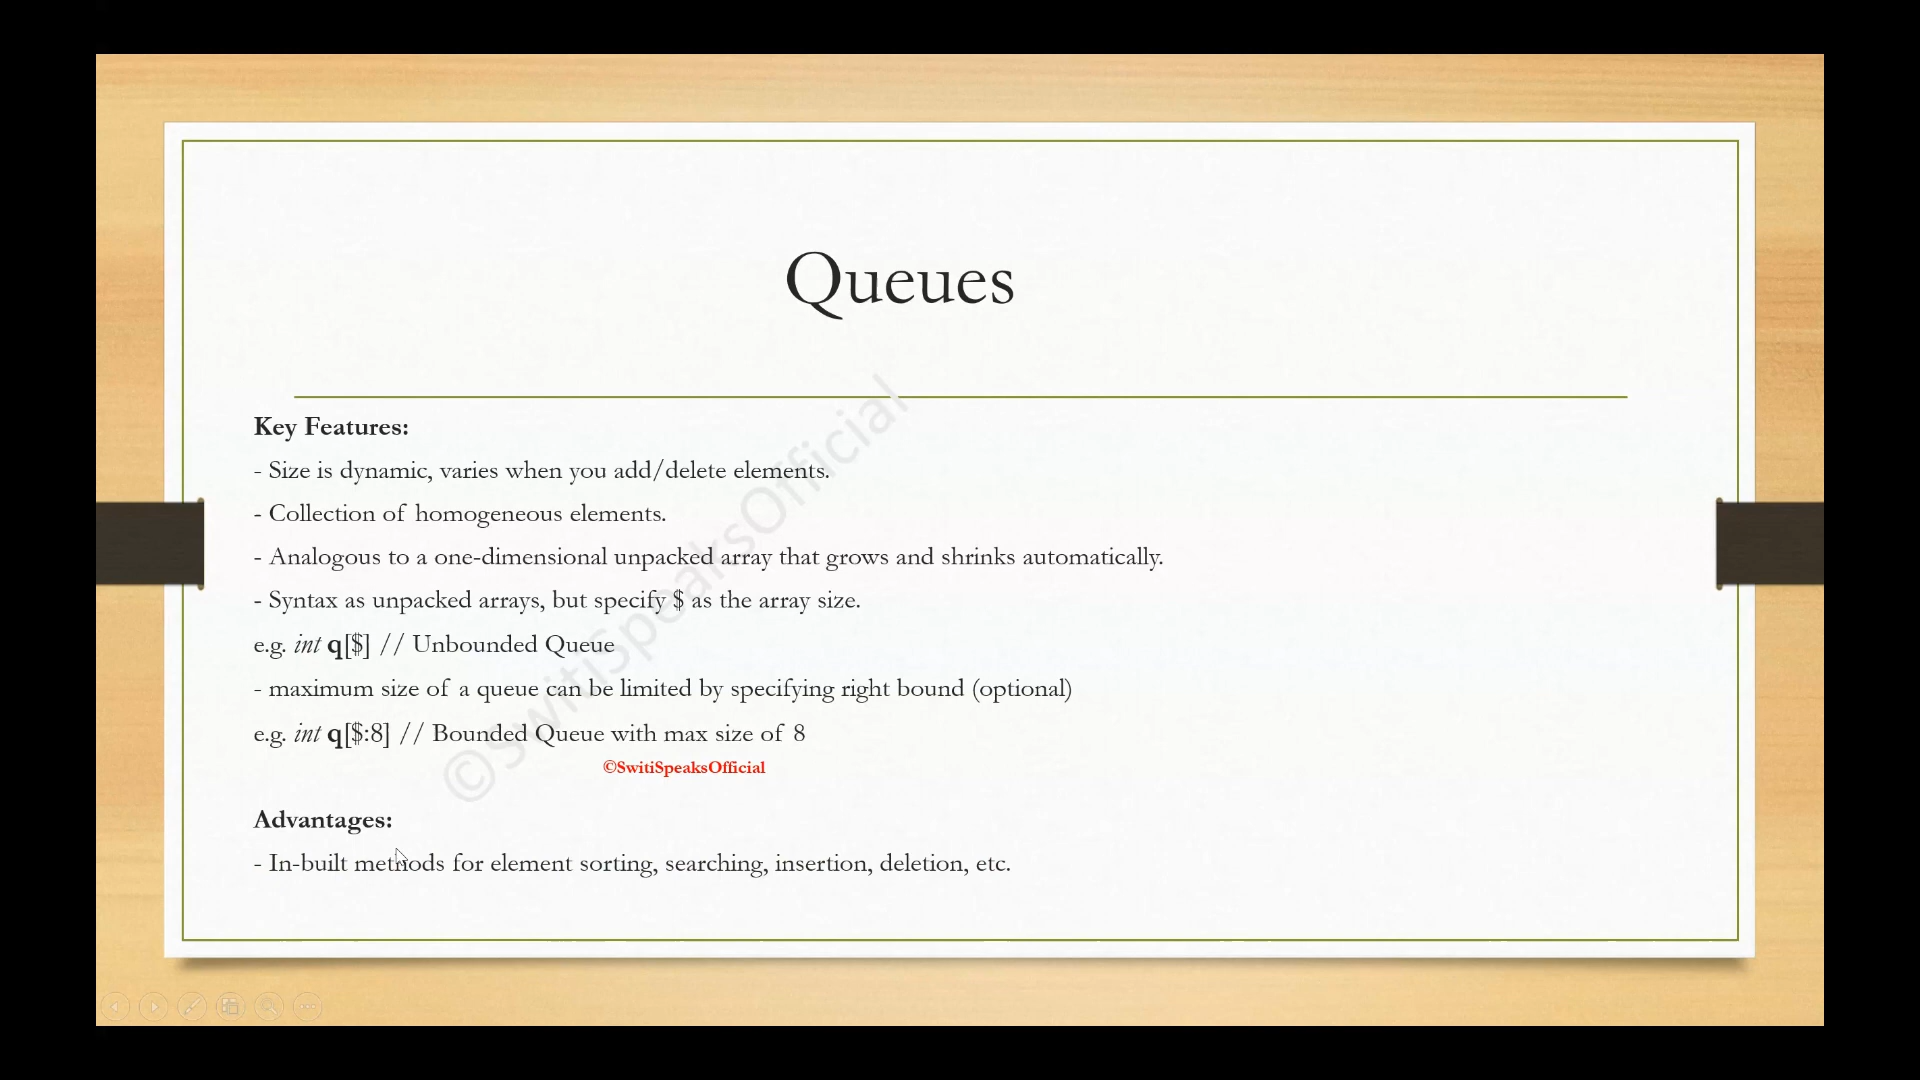 Queues
Key Features:
- Size is dynamic, varies when you add/delete elements.
- Collection of homogeneous elements.
- Analogous to a one-dimensional unpacked array that grows and shrinks automatically.
- Syntax as unpacked arrays, but specify $ as the array size.
e.g. int q[$] // Unbounded Queue
- maximum size of a queue can be limited by specifying right bound (optional)
e.g. int q[$:8] // Bounded Queue with max size of 8
©SwitiSpeaksOfficial
©SwitiSpeaksOfficial
Advantages:
- In-built methods for element sorting, searching, insertion, deletion, etc.